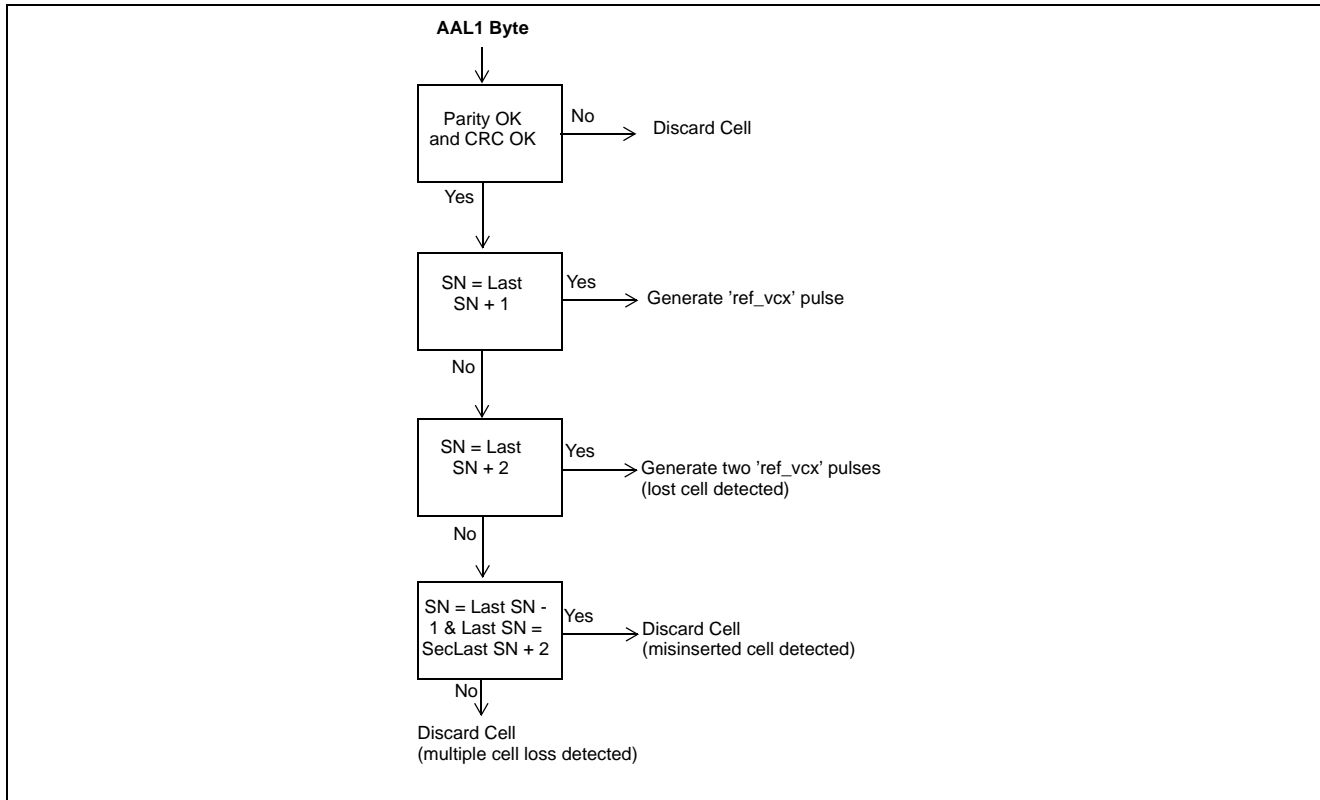 AAL1 Byte
Parity OK
and CRC OK
No
Discard Cell
Yes
SN = Last
SN + 1
Yes
Generate 'ref_vcx' pulse
No
SN = Last
SN + 2
Yes
Generate two 'ref_vcx' pulses
(lost cell detected)
No
SN = Last SN -
1 & Last SN =
SecLast SN + 2
Yes
Discard Cell
(misinserted cell detected)
No
Discard Cell
(multiple cell loss detected)